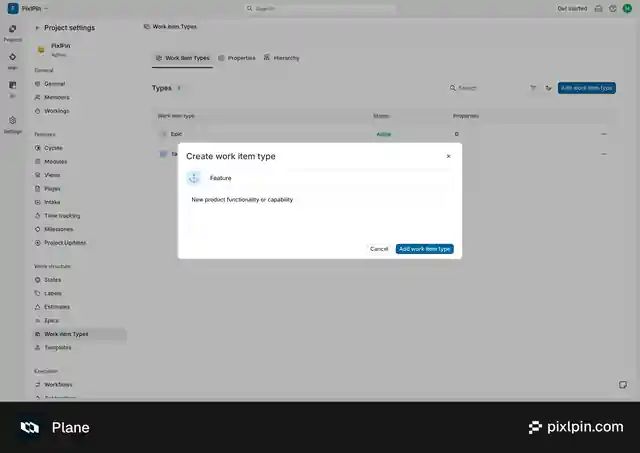 PixlPin
Search
Get started
Projects
Wiki
AI
Settings
Project settings
PixlPin
General
General
Members
Worklogs
Features
Cycles
Modules
Views
Pages
Intake
Time tracking
Milestones
Project Updates
Work structure
States
Labels
Estimates
Epics
Work item Types
Templates
Execution
Workflows
Work item Types
Work item Types
Properties
Hierarchy
Types
Search
Add work item type
Work item type
Status
Properties
Epic
Active
0
Create work item type
Feature
New product functionality or capability
Cancel
Add work item type
Plane
pixlpin.com